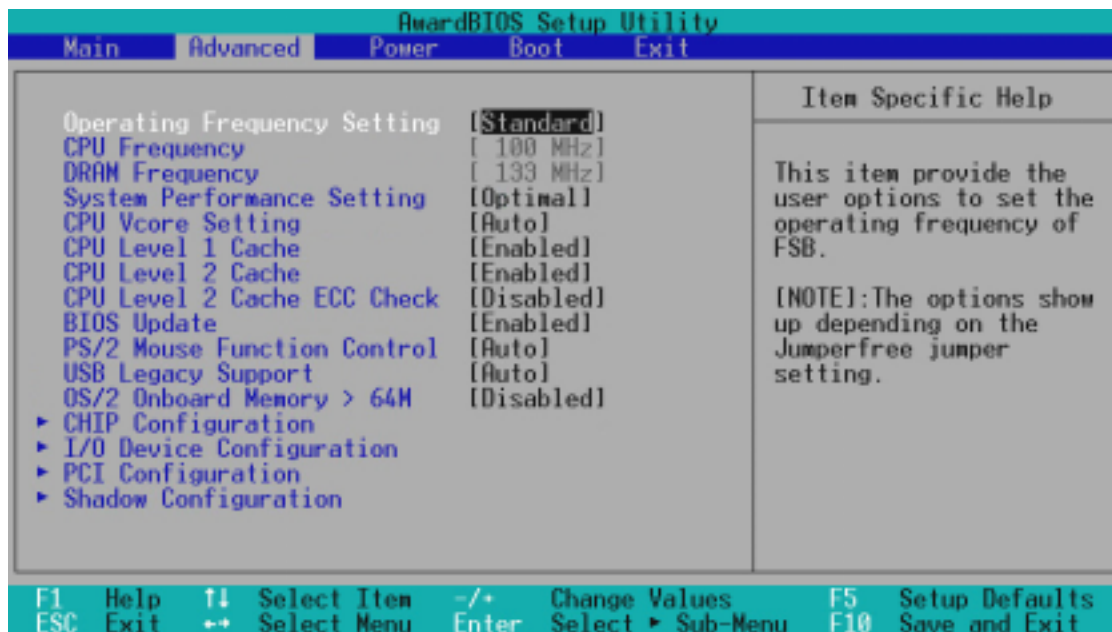 AwardBIOS Setup Utility
Main Advanced Power Boot Exit
Operating Frequency Setting [Standard]
CPU Frequency [ 100 MHz]
DRAM Frequency [ 133 MHz]
System Performance Setting [Optimal]
CPU Vcore Setting [Auto]
CPU Level 1 Cache [Enabled]
CPU Level 2 Cache [Enabled]
CPU Level 2 Cache ECC Check [Disabled]
BIOS Update [Enabled]
PS/2 Mouse Function Control [Auto]
USB Legacy Support [Auto]
OS/2 Onboard Memory > 64M [Disabled]
► CHIP Configuration
► I/O Device Configuration
► PCI Configuration
► Shadow Configuration
Item Specific Help
This item provide the
user options to set the
operating frequency of
FSB.
[NOTE]:The options show
up depending on the
Jumperfree jumper
setting.
F1 Help ↑↓ Select Item -/+ Change Values F5 Setup Defaults
ESC Exit ←→ Select Menu Enter Select ► Sub-Menu F10 Save and Exit